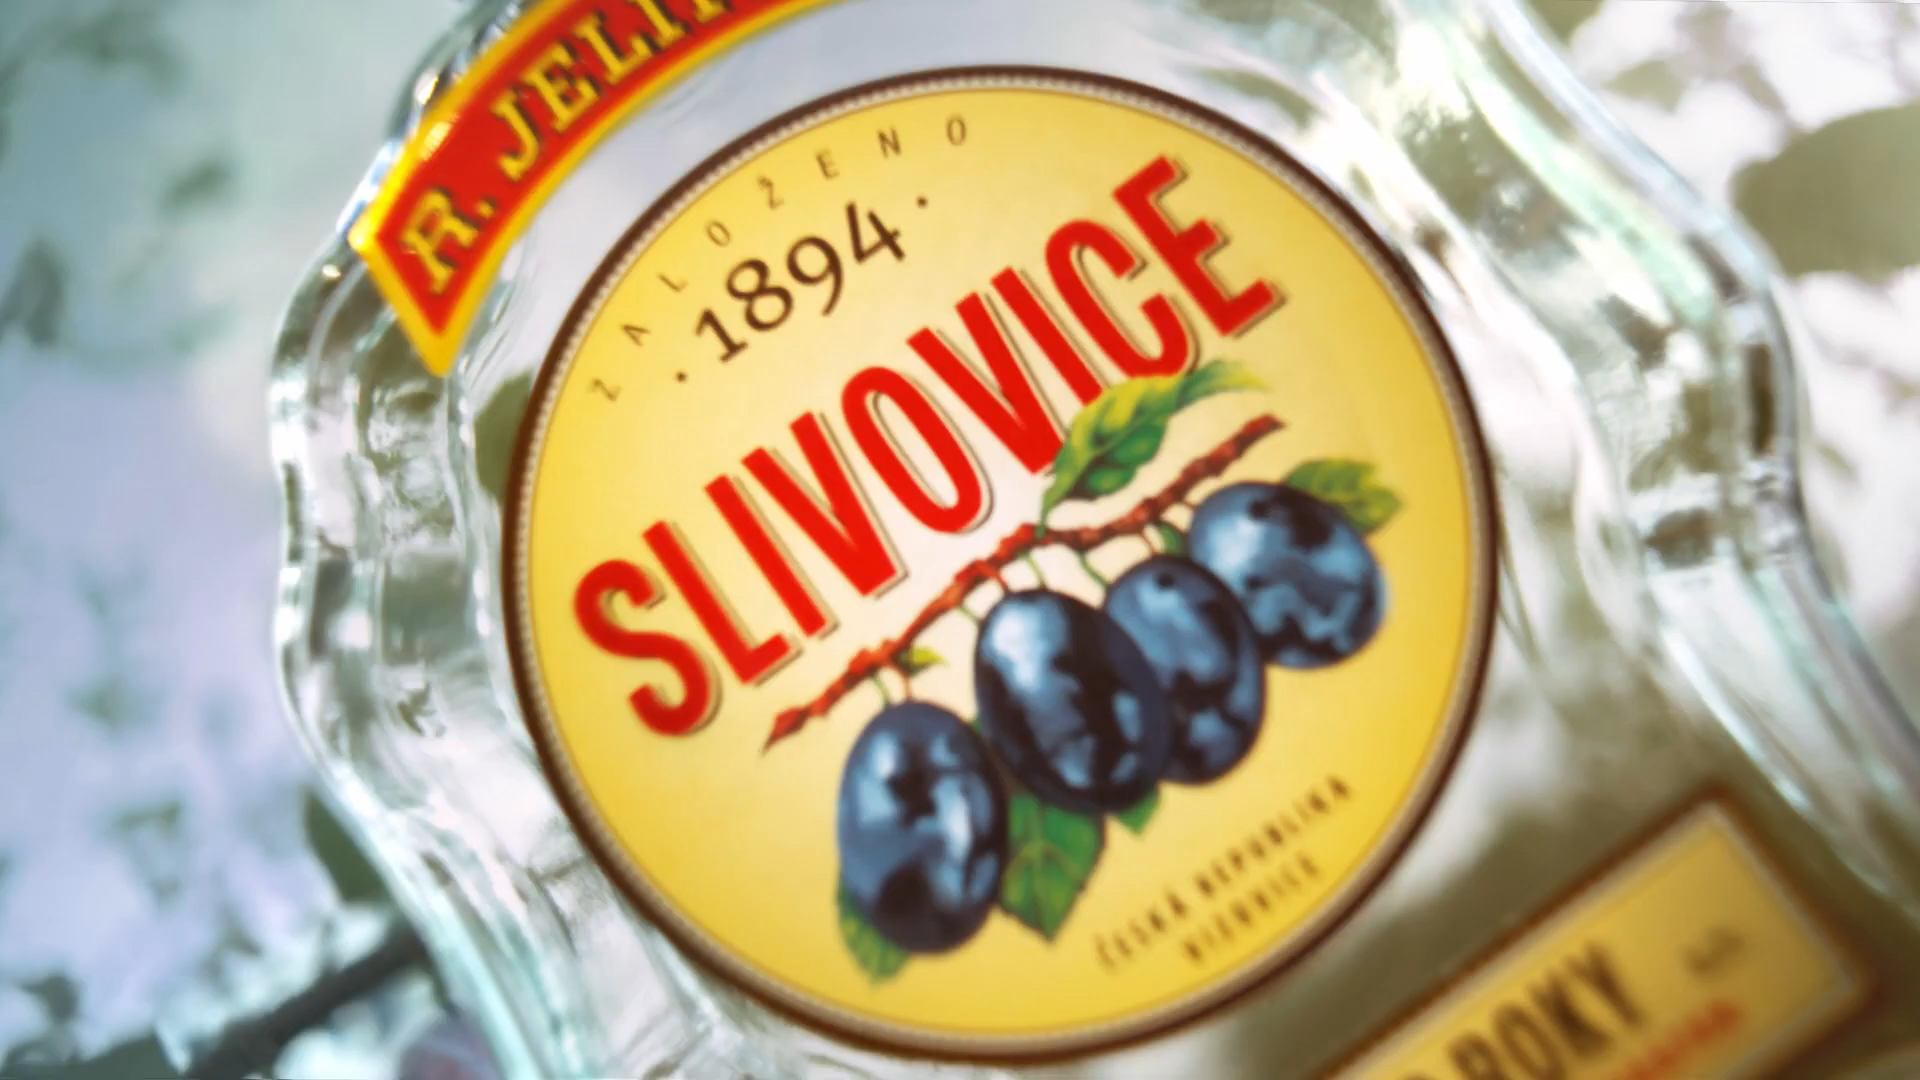 R. JELI
ZALOŽENO
·1894·
SLIVOVICE
ČESKÁ REPUBLIKA
VIZOVICE
ROKY